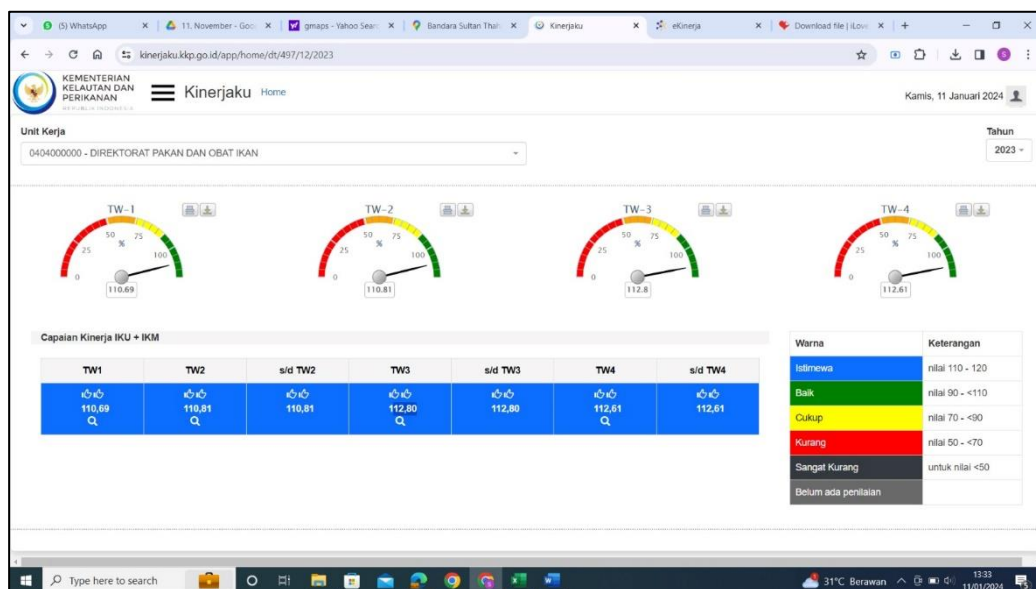 (5) WhatsApp
11. November - Goo
gmaps - Yahoo Sear
Bandara Sultan Thah
Kinerjaku
eKinerja
Download file | iLove
kinerjaku.kkp.go.id/app/home/dt/497/12/2023
KEMENTERIAN
KELAUTAN DAN
PERIKANAN
REPUBLIK INDONESIA
Kinerjaku Home
Kamis, 11 Januari 2024
Unit Kerja
Tahun
0404000000 - DIREKTORAT PAKAN DAN OBAT IKAN
2023
TW-1
0 25 50 75 100
%
110.69
TW-2
0 25 50 75 100
%
110.81
TW-3
0 25 50 75 100
%
112.8
TW-4
0 25 50 75 100
%
112.61
Capaian Kinerja IKU + IKM
TW1 TW2 s/d TW2 TW3 s/d TW3 TW4 s/d TW4
110,69 110,81 110,81 112,80 112,80 112,61 112,61
Warna Keterangan
Istimewa nilai 110 - 120
Baik nilai 90 - <110
Cukup nilai 70 - <90
Kurang nilai 50 - <70
Sangat Kurang untuk nilai <50
Belum ada penilaian
Type here to search
31°C Berawan
13:33
11/01/2024